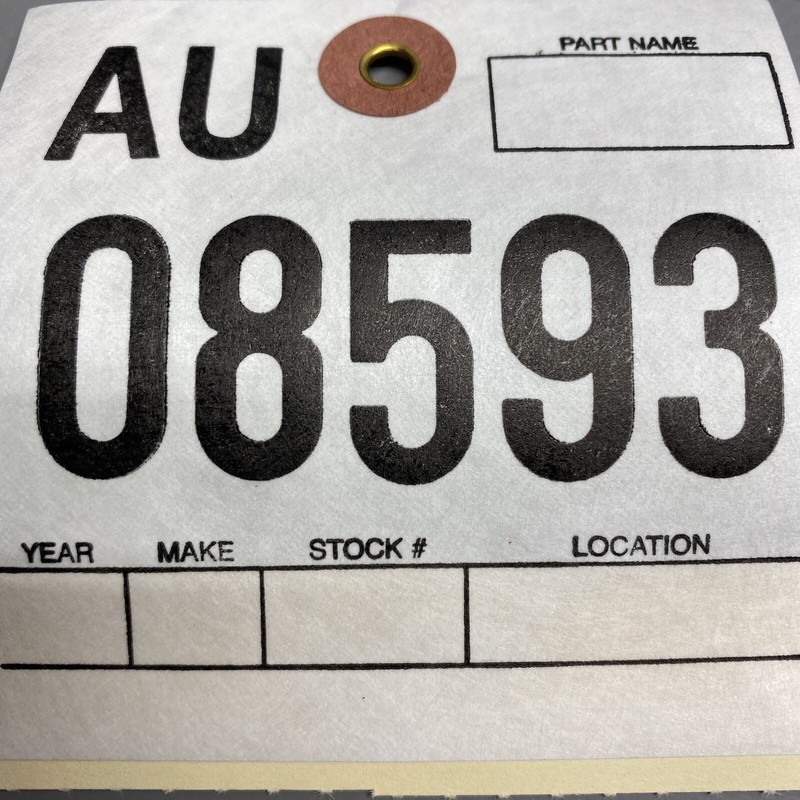 AU
PART NAME
08593
YEAR MAKE STOCK # LOCATION